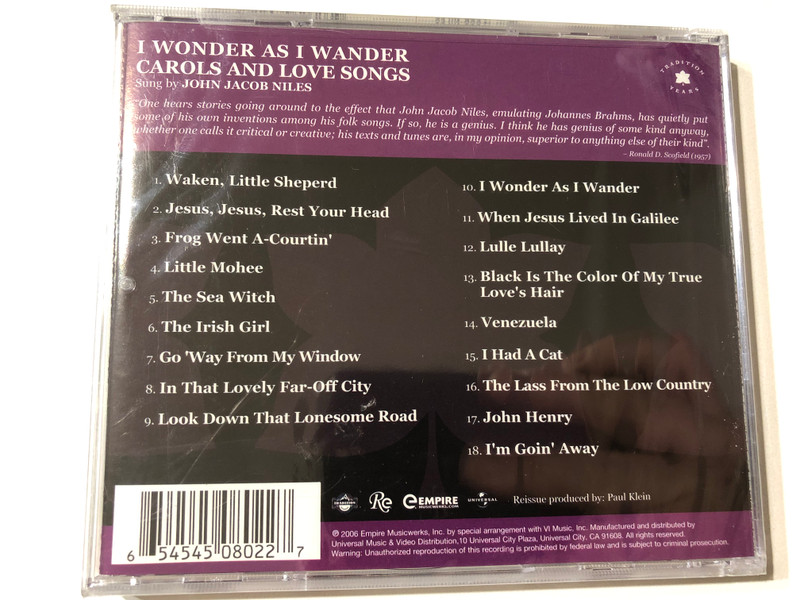 I WONDER AS I WANDER
CAROLS AND LOVE SONGS
Sung by JOHN JACOB NILES
TRADITION YEARS
"One hears stories going around to the effect that John Jacob Niles, emulating Johannes Brahms, has quietly put
some of his own inventions among his folk songs. If so, he is a genius. I think he has genius of some kind anyway,
whether one calls it critical or creative; his texts and tunes are, in my opinion, superior to anything else of their kind".
– Ronald D. Scofield (1957)
1. Waken, Little Sheperd
2. Jesus, Jesus, Rest Your Head
3. Frog Went A-Courtin'
4. Little Mohee
5. The Sea Witch
6. The Irish Girl
7. Go 'Way From My Window
8. In That Lovely Far-Off City
9. Look Down That Lonesome Road
10. I Wonder As I Wander
11. When Jesus Lived In Galilee
12. Lulle Lullay
13. Black Is The Color Of My True
Love's Hair
14. Venezuela
15. I Had A Cat
16. The Lass From The Low Country
17. John Henry
18. I'm Goin' Away
TRADITION
Re
e EMPIRE
MUSICWERKS.COM
UNIVERSAL
Reissue produced by: Paul Klein
6 54545 08022 7
℗ 2006 Empire Musicwerks, Inc. by special arrangement with VI Music, Inc. Manufactured and distributed by
Universal Music & Video Distribution,10 Universal City Plaza, Universal City, CA 91608. All rights reserved.
Warning: Unauthorized reproduction of this recording is prohibited by federal law and is subject to criminal prosecution.